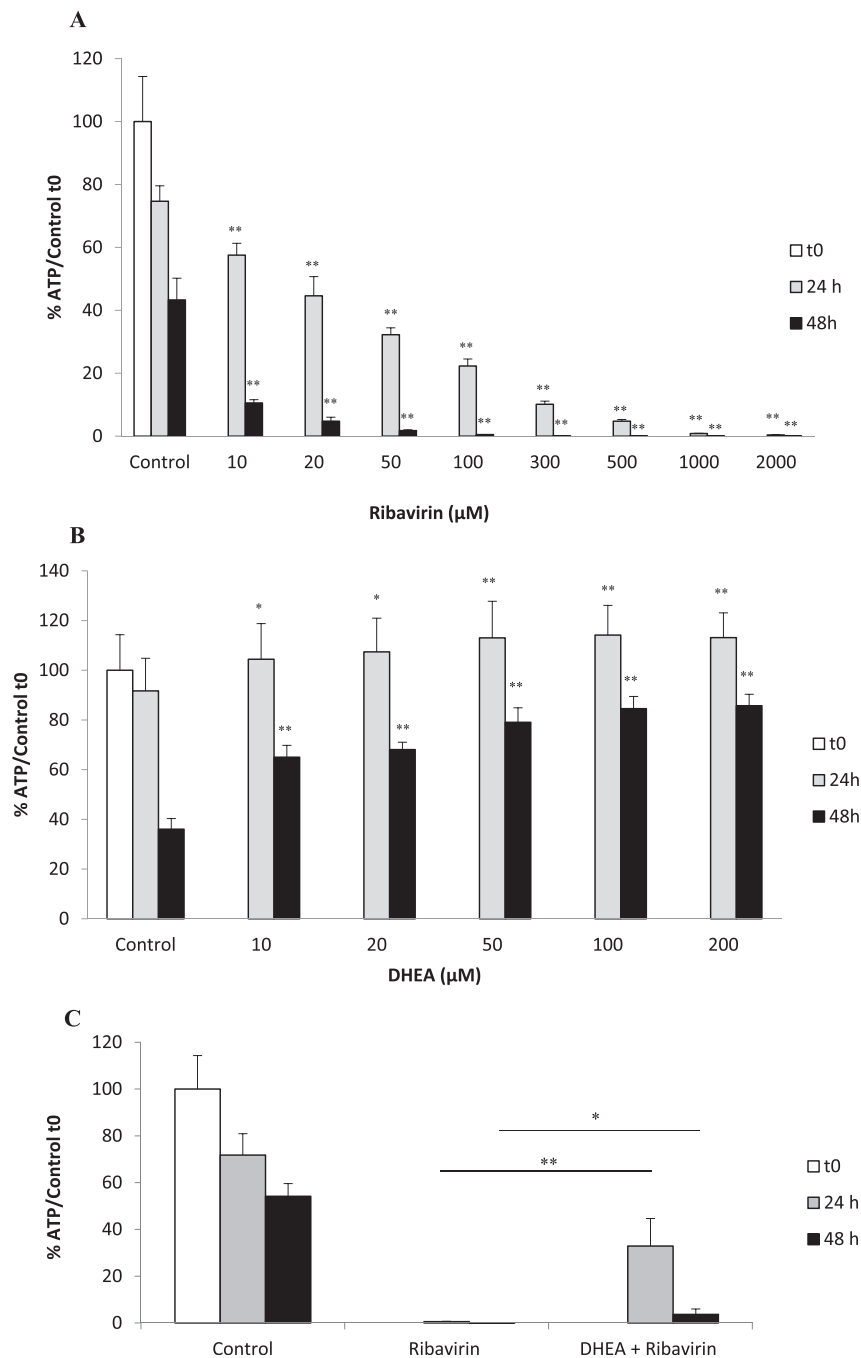 A
120
100
80
60
40
20
0
% ATP/Control t0
** ** ** ** ** ** ** **
** ** ** ** ** ** ** **
t0
24 h
48h
Control 10 20 50 100 300 500 1000 2000
Ribavirin (µM)
B
140
120
100
80
60
40
20
0
% ATP/Control t0
* * ** ** **
** ** ** ** **
t0
24h
48h
Control 10 20 50 100 200
DHEA (µM)
C
120
100
80
60
40
20
0
% ATP/Control t0
*
**
t0
24 h
48 h
Control Ribavirin DHEA + Ribavirin